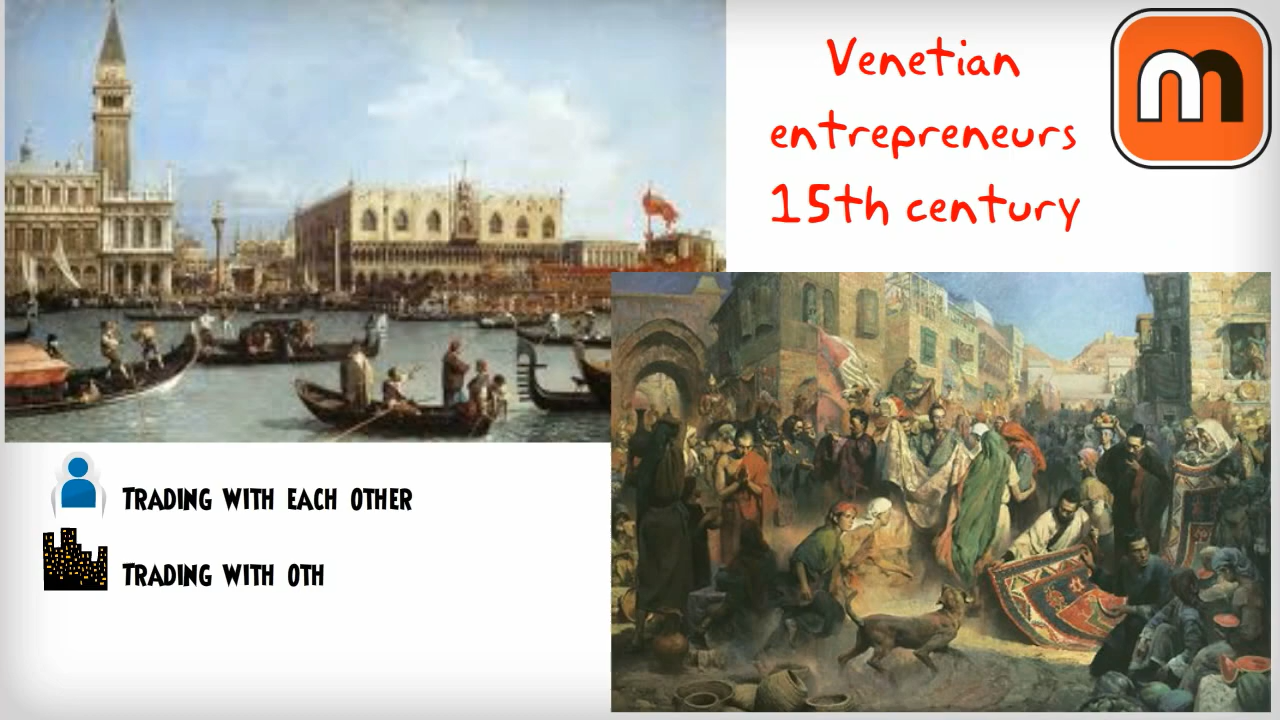 Venetian
entrepreneurs
15th century
m
TRADING WITH EACH OTHER
TRADING WITH OTH